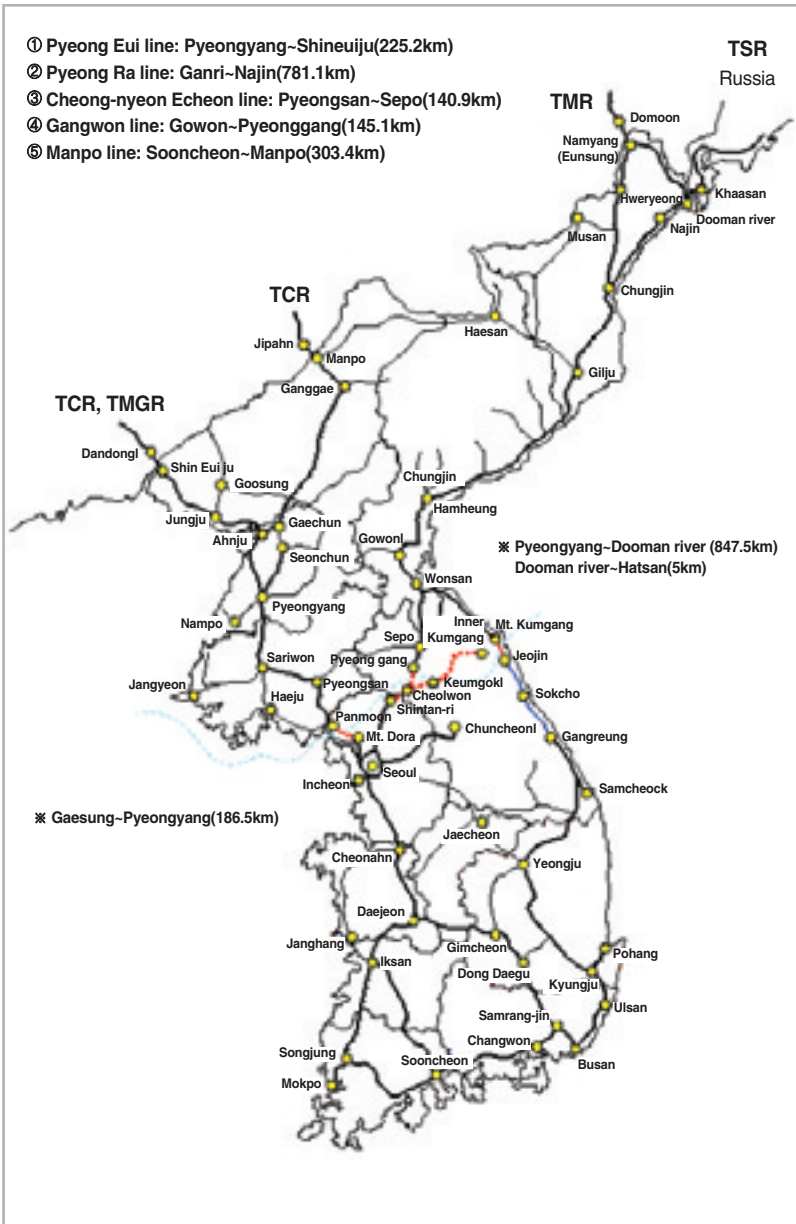 ① Pyeong Eui line: Pyeongyang~Shineuiju(225.2km)
② Pyeong Ra line: Ganri~Najin(781.1km)
③ Cheong-nyeon Echeon line: Pyeongsan~Sepo(140.9km)
④ Gangwon line: Gowon~Pyeonggang(145.1km)
⑤ Manpo line: Sooncheon~Manpo(303.4km)
TSR
Russia
TMR
Domoon
Namyang
(Eunsung)
Hweryeong
Khaasan
Dooman river
Najin
Musan
Chungjin
TCR
Haesan
Jipahn
Manpo
Ganggae
Gilju
TCR, TMGR
Dandongl
Shin Eui ju
Goosung
Chungjin
Hamheung
Jungju
Gaechun
Ahnju
Seonchun
Gowonl
※ Pyeongyang~Dooman river (847.5km)
Dooman river~Hatsan(5km)
Wonsan
Pyeongyang
Nampo
Inner
Kumgang
Mt. Kumgang
Sepo
Jeojin
Pyeong gang
Sariwon
Pyeongsan
Keumgokl
Cheolwon
Shintan-ri
Sokcho
Jangyeon
Haeju
Panmoon
Mt. Dora
Chuncheonl
Gangreung
Seoul
Incheon
Samcheock
※ Gaesung~Pyeongyang(186.5km)
Jaecheon
Cheonahn
Yeongju
Daejeon
Janghang
Gimcheon
Pohang
Iksan
Dong Daegu
Kyungju
Ulsan
Samrang-jin
Changwon
Busan
Songjung
Sooncheon
Mokpo